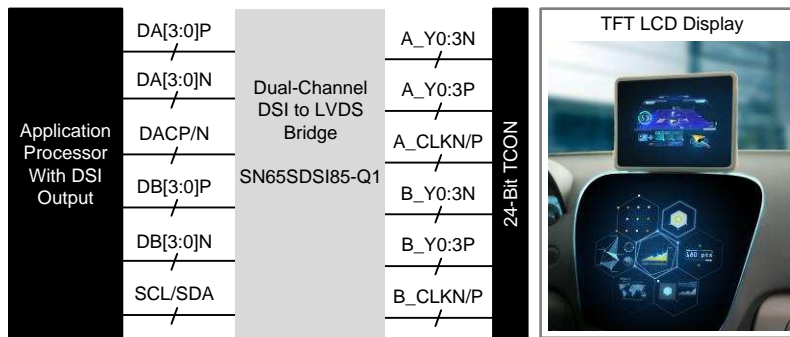 Application
Processor
With DSI
Output
DA[3:0]P
DA[3:0]N
DACP/N
DB[3:0]P
DB[3:0]N
SCL/SDA
Dual-Channel
DSI to LVDS
Bridge
SN65SDSI85-Q1
A_Y0:3N
A_Y0:3P
A_CLKN/P
B_Y0:3N
B_Y0:3P
B_CLKN/P
24-Bit TCON
TFT LCD Display
180 pts